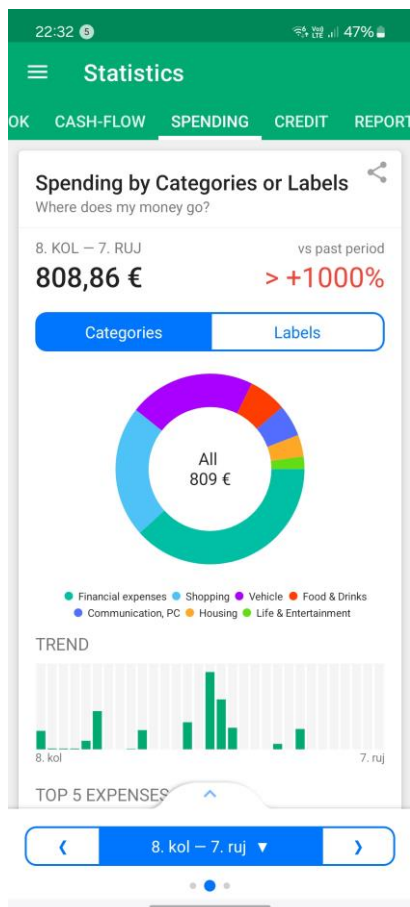 22:32 5 Vo) LTE 47%
Statistics
OK CASH-FLOW SPENDING CREDIT REPORT
Spending by Categories or Labels
Where does my money go?
8. KOL — 7. RUJ vs past period
808,86 € > +1000%
Categories Labels
All
809 €
Financial expenses Shopping Vehicle Food & Drinks
Communication, PC Housing Life & Entertainment
TREND
8. kol 7. ruj
TOP 5 EXPENSES
8. kol — 7. ruj